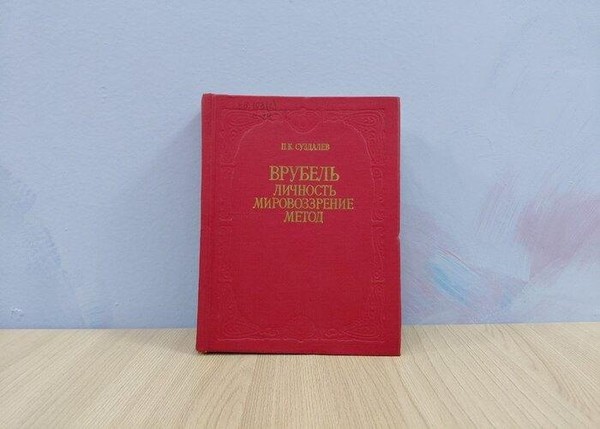 П.К. СУЗДАЛЕВ
ВРУБЕЛЬ
ЛИЧНОСТЬ
МИРОВОЗЗРЕНИЕ
МЕТОД